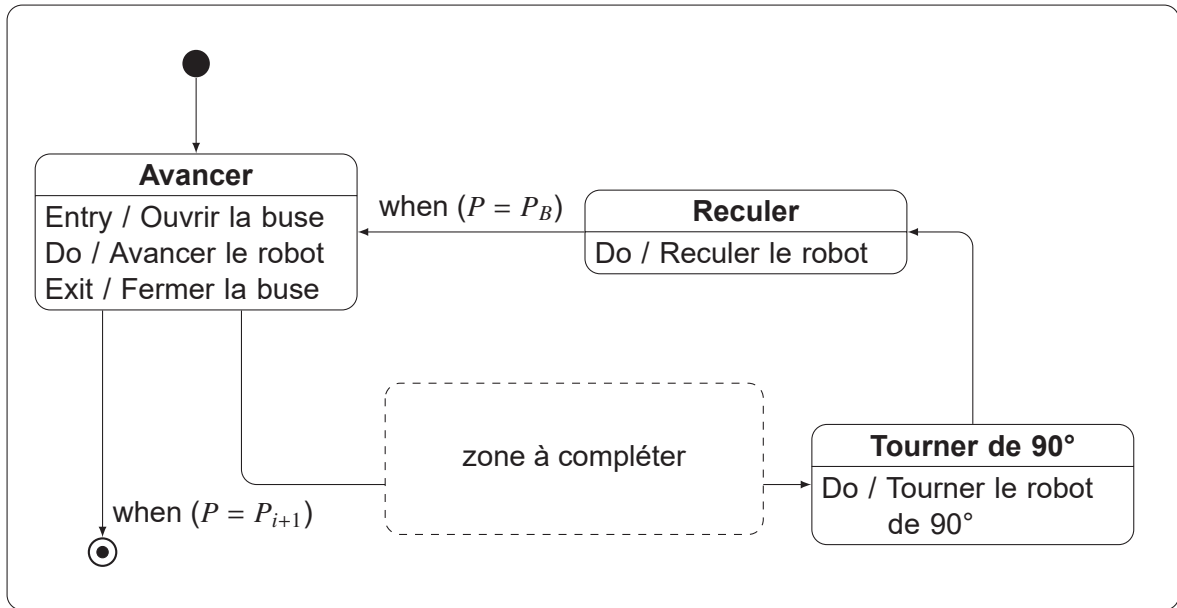 Avancer
Entry / Ouvrir la buse
Do / Avancer le robot
Exit / Fermer la buse
when (P = P_B)
Reculer
Do / Reculer le robot
zone à compléter
Tourner de 90°
Do / Tourner le robot
de 90°
when (P = P_{i+1})